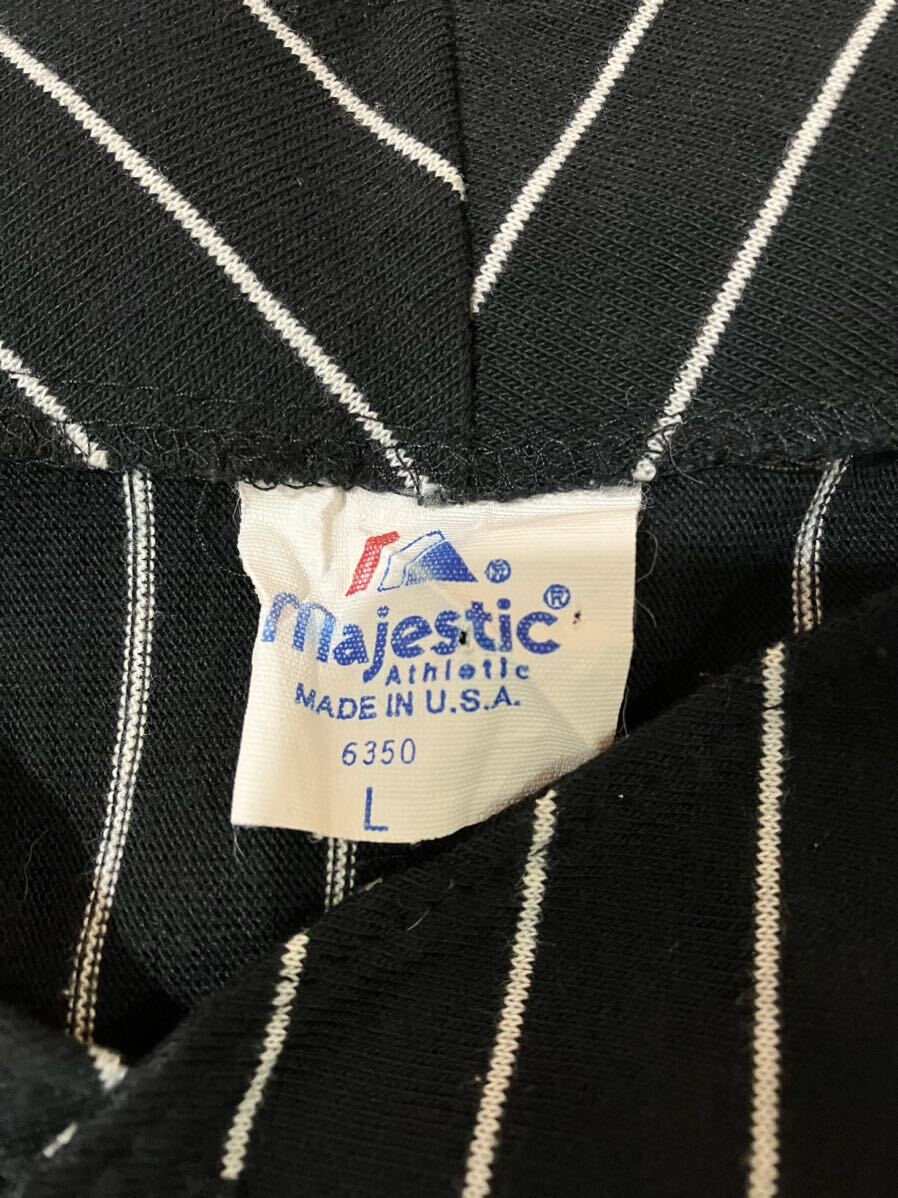 ®
majestic®
Athletic
MADE IN U.S.A.
6350
L